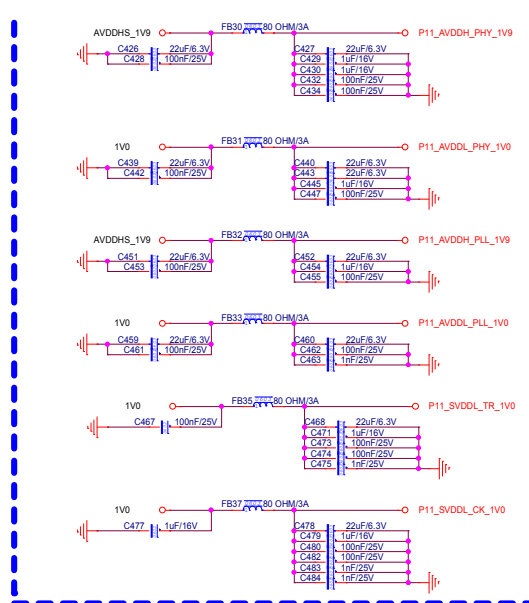 AVDDHS_1V9 FB30 80 OHM/3A P11_AVDDH_PHY_1V9
C426 22uF/6.3V C427 22uF/6.3V
C428 100nF/25V C429 1uF/16V
C430 1uF/16V
C432 100nF/25V
C434 100nF/25V
1V0 FB31 80 OHM/3A P11_AVDDL_PHY_1V0
C439 22uF/6.3V C440 22uF/6.3V
C442 100nF/25V C443 22uF/6.3V
C445 1uF/16V
C447 100nF/25V
AVDDHS_1V9 FB32 80 OHM/3A P11_AVDDH_PLL_1V9
C451 22uF/6.3V C452 22uF/6.3V
C453 100nF/25V C454 1uF/16V
C455 100nF/25V
1V0 FB33 80 OHM/3A P11_AVDDL_PLL_1V0
C459 22uF/6.3V C460 22uF/6.3V
C461 100nF/25V C462 100nF/25V
C463 1nF/25V
1V0 FB35 80 OHM/3A P11_SVDDL_TR_1V0
C467 100nF/25V C468 22uF/6.3V
C471 1uF/16V
C473 100nF/25V
C474 100nF/25V
C475 1nF/25V
1V0 FB37 80 OHM/3A P11_SVDDL_CK_1V0
C477 1uF/16V C478 22uF/6.3V
C479 1uF/16V
C480 100nF/25V
C482 100nF/25V
C483 1nF/25V
C484 1nF/25V